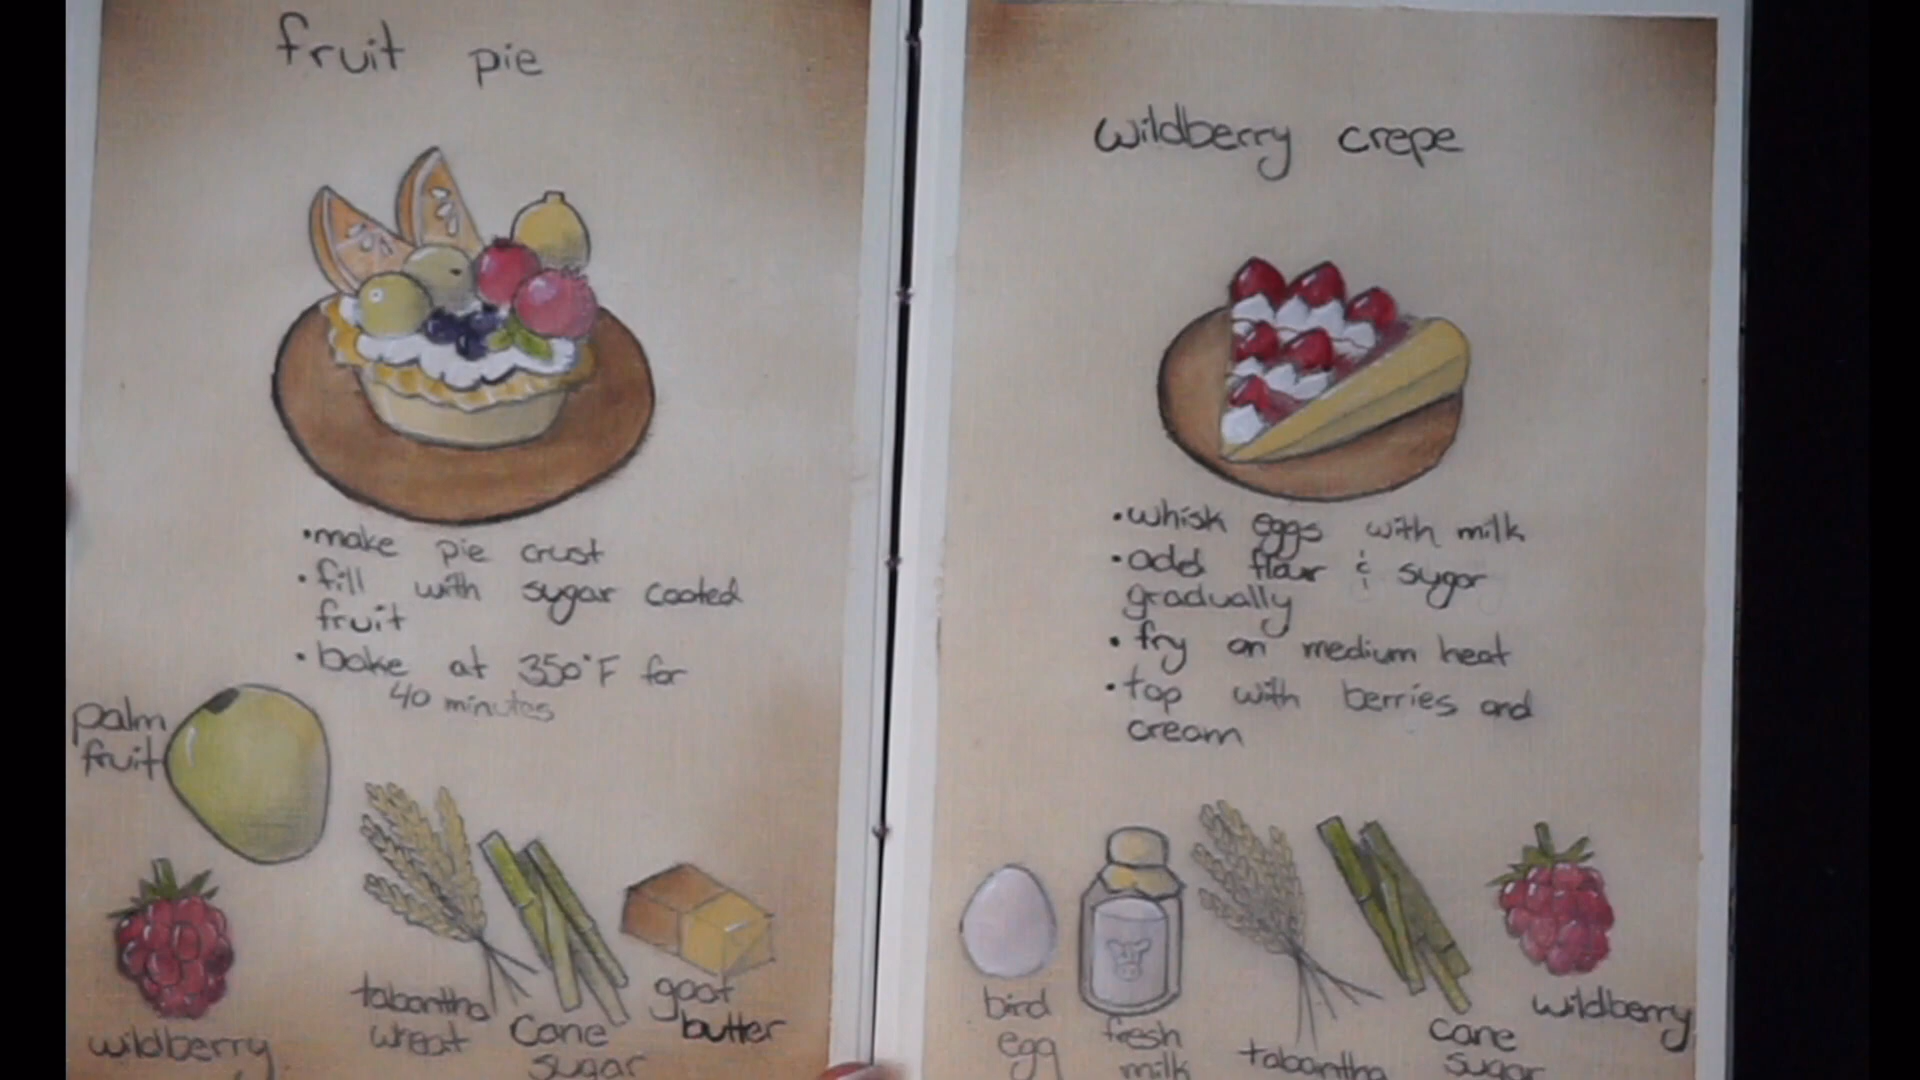 fruit pie
•make pie crust
•fill with sugar coated
fruit
•bake at 350°F for
40 minutes
palm
fruit
wildberry
tabantha
wheat
cane
sugar
goat
butter
wildberry crepe
•whisk eggs with milk
•add flour & sugar
gradually
•fry on medium heat
•top with berries and
cream
bird
egg
fresh
milk
tabantha
cane
sugar
wildberry